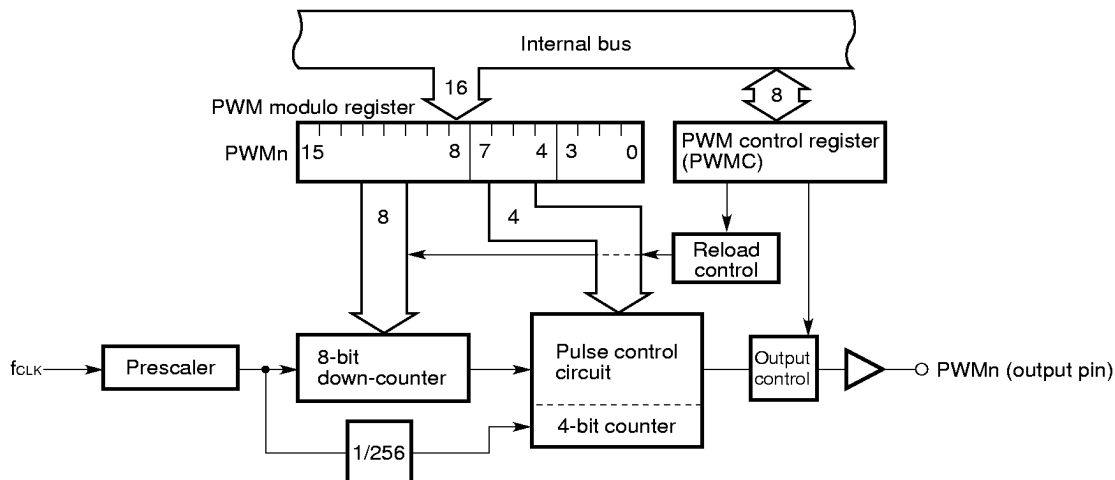 Internal bus
16
8
PWM modulo register
PWMn
15
8
7
4
3
0
PWM control register
(PWMC)
8
4
Reload
control
fCLK
Prescaler
8-bit
down-counter
Pulse control
circuit
4-bit counter
Output
control
PWMn (output pin)
1/256